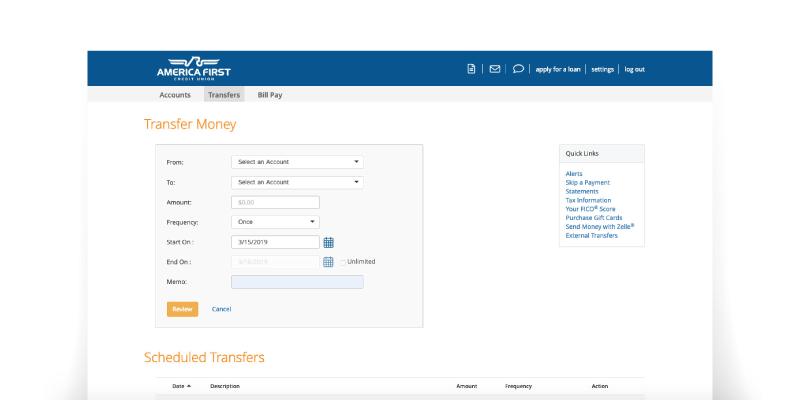 AMERICA FIRST
CREDIT UNION
apply for a loan
settings
log out
Accounts
Transfers
Bill Pay
Transfer Money
From: Select an Account
To: Select an Account
Amount: $0.00
Frequency: Once
Start On : 3/15/2019
End On : 3/16/2019 Unlimited
Memo:
Review Cancel
Quick Links
Alerts
Skip a Payment
Statements
Tax Information
Your FICO® Score
Purchase Gift Cards
Send Money with Zelle®
External Transfers
Scheduled Transfers
Date Description Amount Frequency Action